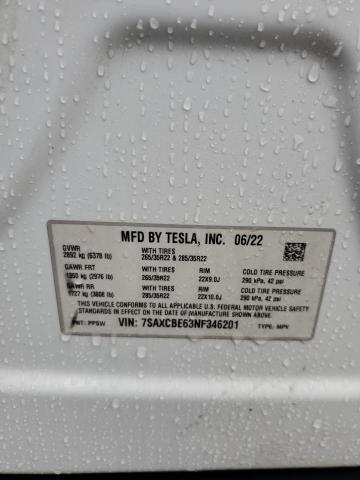 MFD BY TESLA, INC. 06/22
GVWR
2892 kg (6378 lb)
WITH TIRES
265/35R22 & 285/35R22
GAWR FRT
1350 kg (2976 lb)
WITH TIRES
265/35R22
RIM
22X9.0J
COLD TIRE PRESSURE
290 kPa, 42 psi
GAWR RR
1727 kg (3808 lb)
WITH TIRES
285/35R22
RIM
22X10.0J
COLD TIRE PRESSURE
290 kPa, 42 psi
THIS VEHICLE CONFORMS TO ALL APPLICABLE U.S. FEDERAL MOTOR VEHICLE SAFETY
STANDARDS IN EFFECT ON THE DATE OF MANUFACTURE SHOWN ABOVE.
PNT: PPSW VIN: 7SAXCBE63NF346201 TYPE: MPV